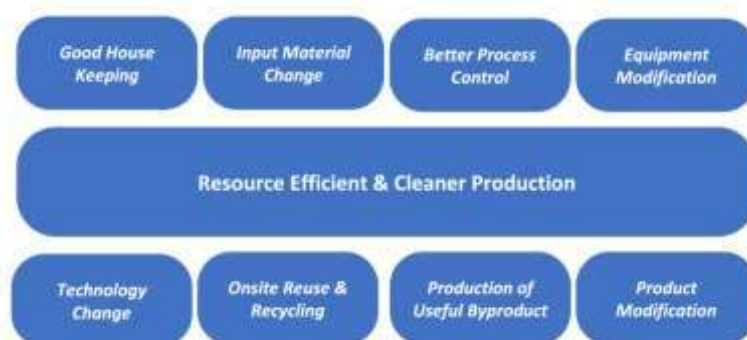 Good House
Keeping
Input Material
Change
Better Process
Control
Equipment
Modification
Resource Efficient & Cleaner Production
Technology
Change
Onsite Reuse &
Recycling
Production of
Useful Byproduct
Product
Modification